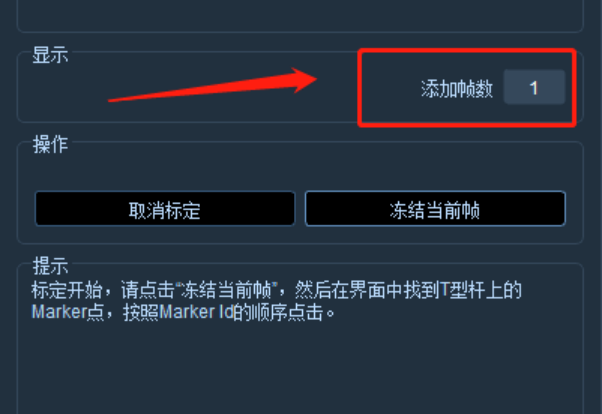 显示
添加帧数 1
操作
取消标定 冻结当前帧
提示
标定开始，请点击“冻结当前帧”，然后在界面中找到T型杆上的
Marker点，按照Marker Id的顺序点击。